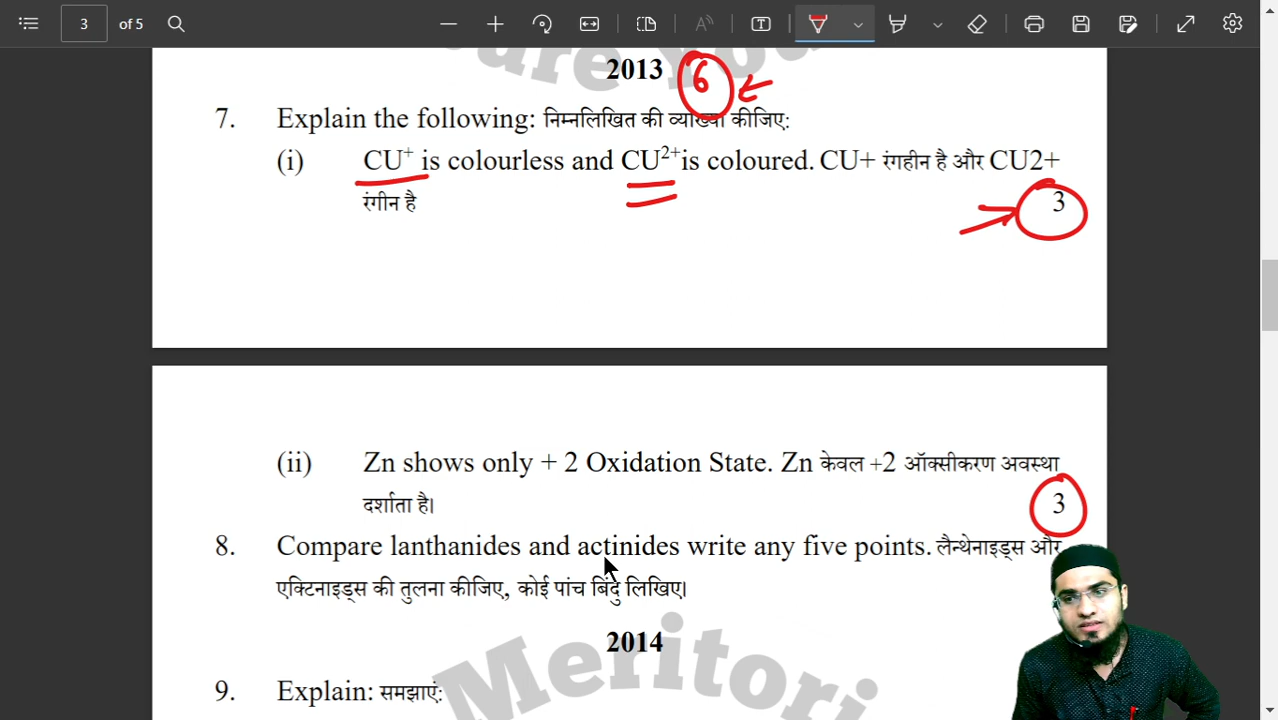 3 of 5
2013 6
7. Explain the following: निम्नलिखित की व्याख्या कीजिए:
(i) CU⁺ is colourless and CU²⁺is coloured. CU+ रंगहीन है और CU2+
रंगीन है 3
(ii) Zn shows only + 2 Oxidation State. Zn केवल +2 ऑक्सीकरण अवस्था
दर्शाता है। 3
8. Compare lanthanides and actinides write any five points. लैन्थेनाइड्स और
एक्टिनाइड्स की तुलना कीजिए, कोई पांच बिंदु लिखिए।
2014
Meritori
9. Explain: समझाएं: